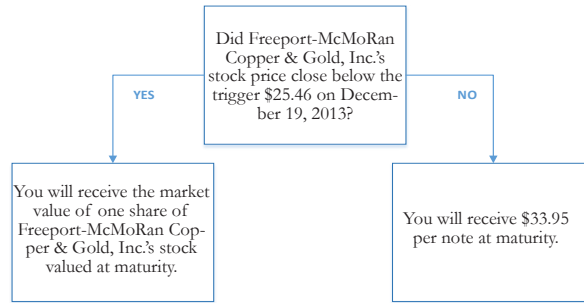 Did Freeport-McMoRan
Copper & Gold, Inc.'s
stock price close below the
trigger $25.46 on Decem-
ber 19, 2013?
YES
NO
You will receive the market
value of one share of
Freeport-McMoRan Cop-
per & Gold, Inc.'s stock
valued at maturity.
You will receive $33.95
per note at maturity.